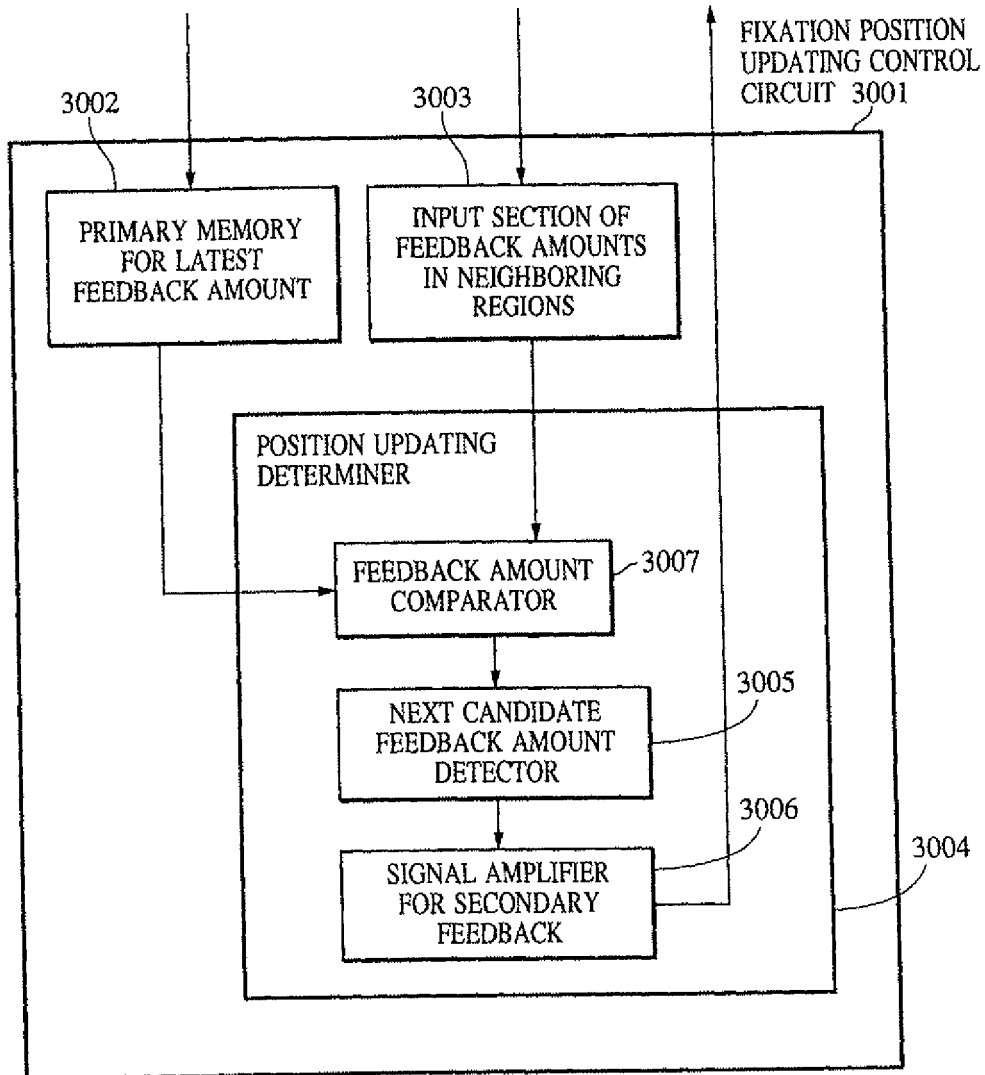 FIXATION POSITION
UPDATING CONTROL
CIRCUIT 3001
3002
3003
PRIMARY MEMORY
FOR LATEST
FEEDBACK AMOUNT
INPUT SECTION OF
FEEDBACK AMOUNTS
IN NEIGHBORING
REGIONS
POSITION UPDATING
DETERMINER
FEEDBACK AMOUNT
COMPARATOR
3007
NEXT CANDIDATE
FEEDBACK AMOUNT
DETECTOR
3005
SIGNAL AMPLIFIER
FOR SECONDARY
FEEDBACK
3006
3004